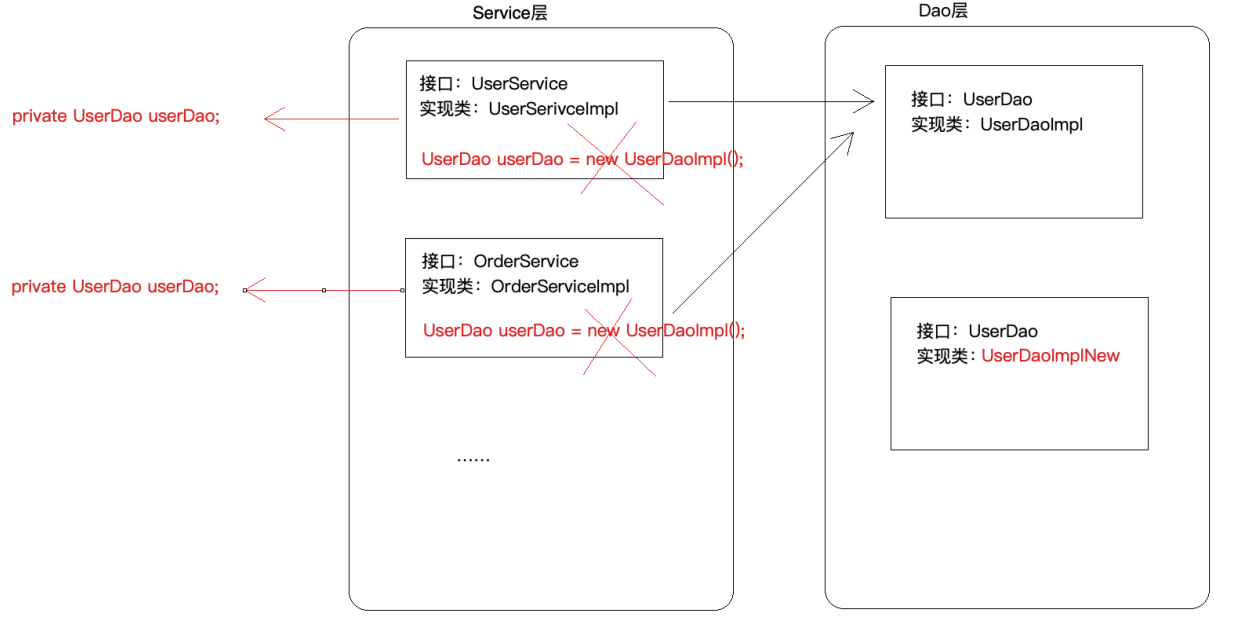 Service层
Dao层
private UserDao userDao;
接口：UserService
实现类：UserSerivceImpl
UserDao userDao = new UserDaoImpl();
接口：UserDao
实现类：UserDaoImpl
private UserDao userDao;
接口：OrderService
实现类：OrderServiceImpl
UserDao userDao = new UserDaoImpl();
接口：UserDao
实现类：UserDaoImplNew
......